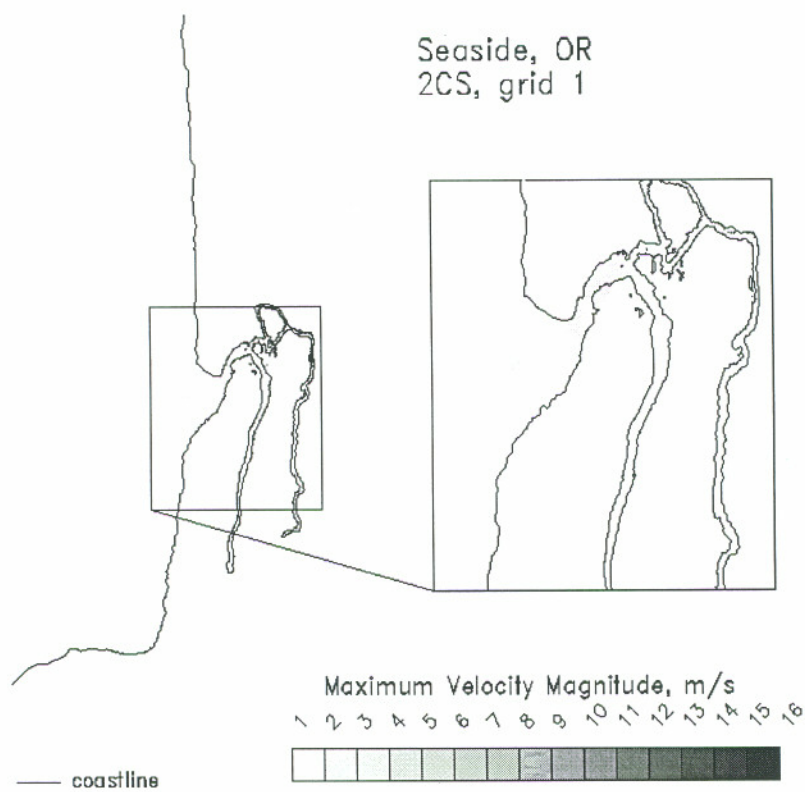 Seaside, OR
2CS, grid 1
Maximum Velocity Magnitude, m/s
1 2 3 4 5 6 7 8 9 10 11 12 13 14 15 16
coastline